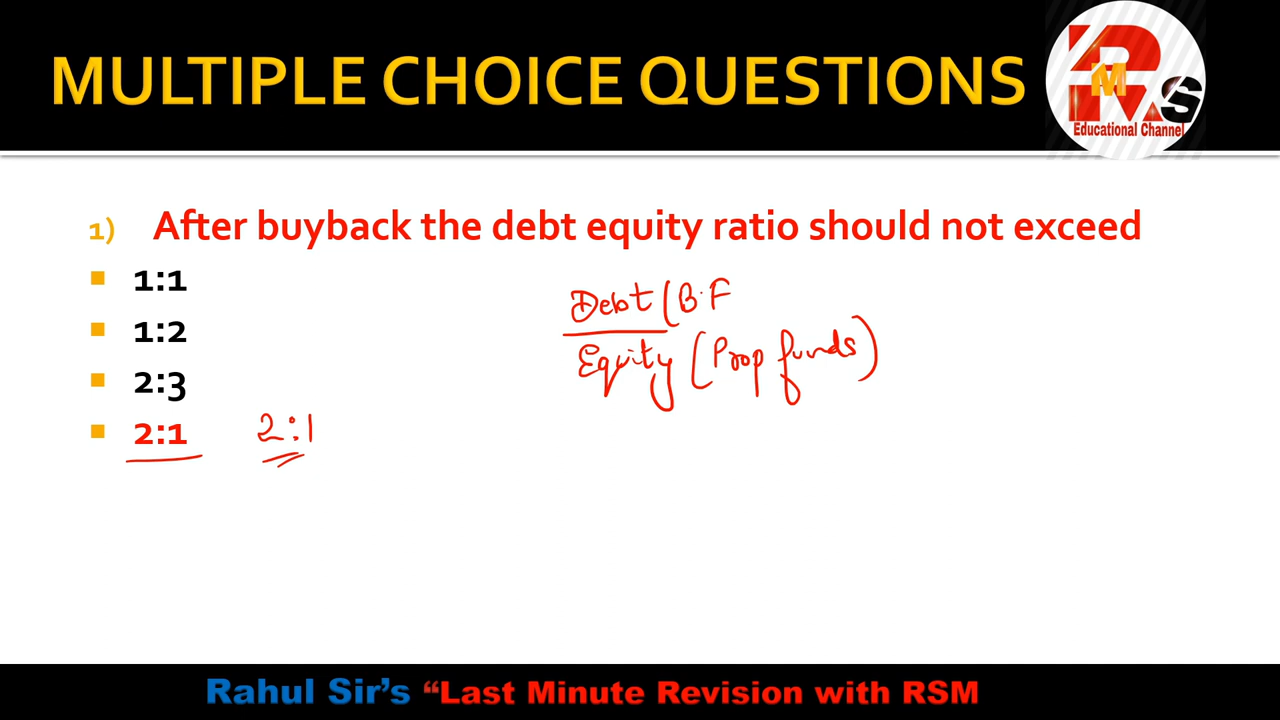 MULTIPLE CHOICE QUESTIONS
RMS
Educational Channel
1) After buyback the debt equity ratio should not exceed
1:1
1:2
2:3
2:1 2:1
Debt (B.F
Equity (Prop funds)
Rahul Sir's "Last Minute Revision with RSM